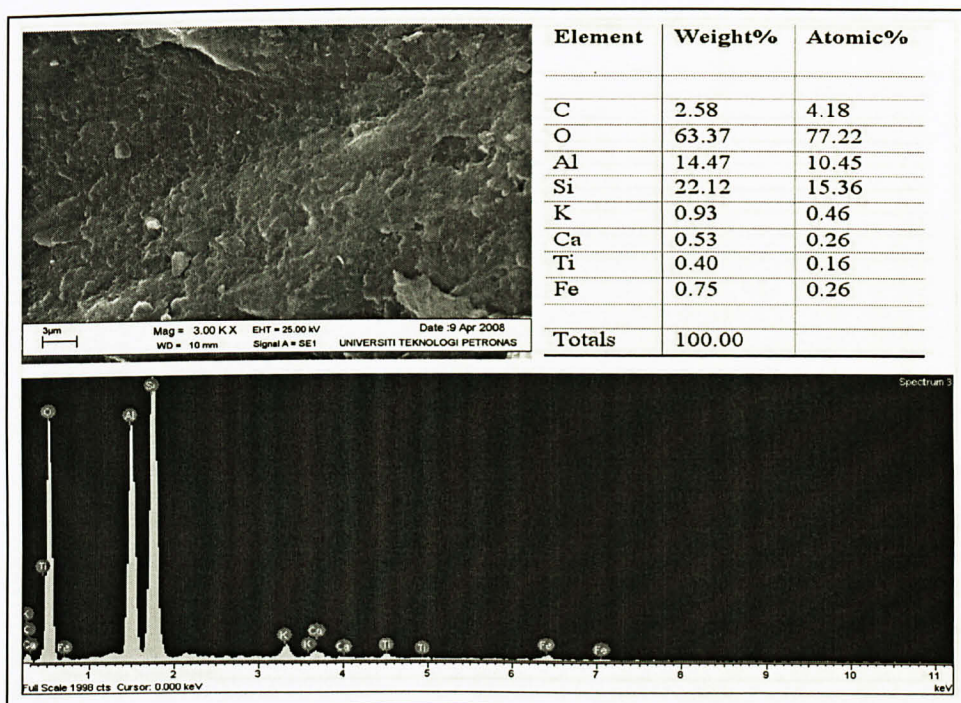 Element Weight% Atomic%
C 2.58 4.18
O 63.37 77.22
Al 14.47 10.45
Si 22.12 15.36
K 0.93 0.46
Ca 0.53 0.26
Ti 0.40 0.16
Fe 0.75 0.26
Totals 100.00
3µm Mag = 3.00 K X EHT = 25.00 kV Date :9 Apr 2008
WD = 10 mm Signal A = SE1 UNIVERSITI TEKNOLOGI PETRONAS
Spectrum 3
Si
O Al
Ti
K
C
Ca Fe K K Ca Ca Ti Ti Fe Fe
1 2 3 4 5 6 7 8 9 10 11
Full Scale 1998 cts Cursor: 0.000 keV keV